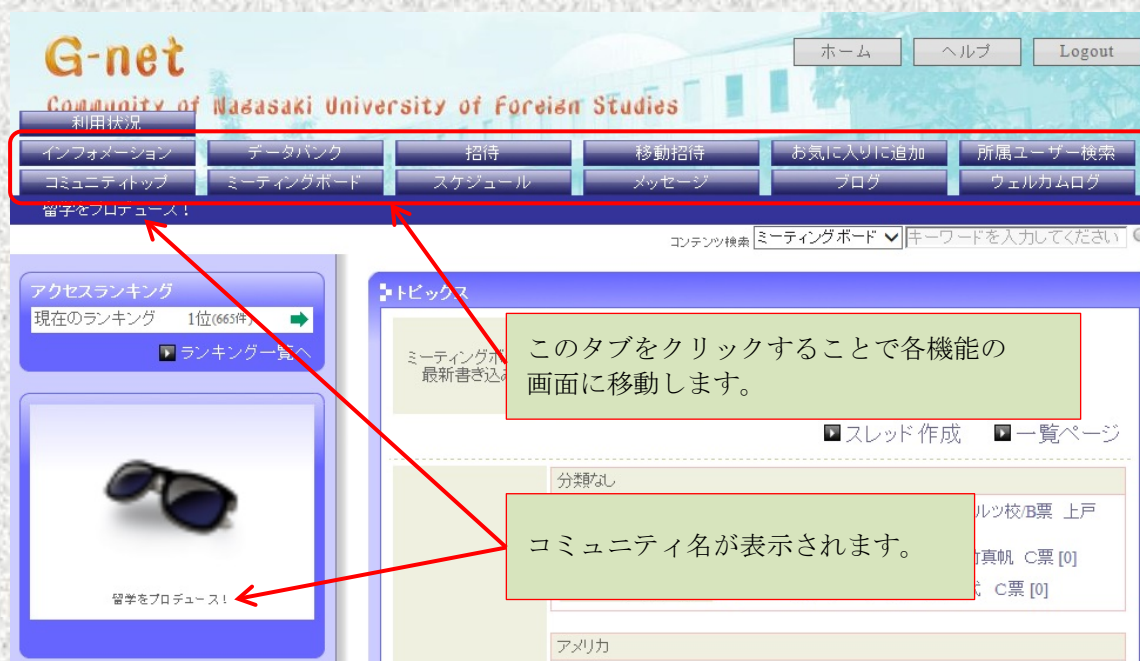 G-net
ホーム ヘルプ Logout
Community of Nagasaki University of Foreign Studies
利用状況
インフォメーション データバンク 招待 移動招待 お気に入りに追加 所属ユーザー検索
コミュニティトップ ミーティングボード スケジュール メッセージ ブログ ウェルカムログ
留学をプロデュース!
コンテンツ検索 ミーティングボード キーワードを入力してください
アクセスランキング
現在のランキング 1位(665件)
ランキング一覧へ
トピックス
ミーティングボ
最新書き込み
このタブをクリックすることで各機能の
画面に移動します。
スレッド作成 一覧ページ
分類なし
ルツ校/B票 上戸
コミュニティ名が表示されます。
真帆 C票 [0]
C票 [0]
留学をプロデュース!
アメリカ